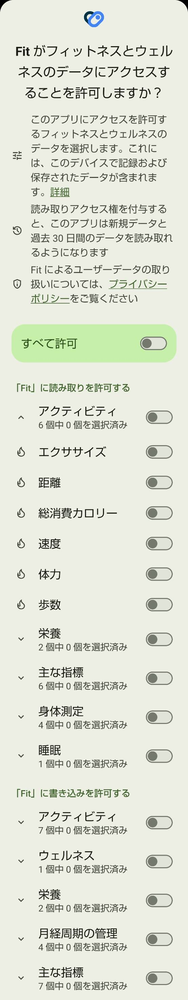 Fit がフィットネスとウェル
ネスのデータにアクセスす
ることを許可しますか？
このアプリにアクセスを許可す
るフィットネスとウェルネスの
データを選択します。これに
は、このデバイスで記録および
保存されたデータが含まれま
す。詳細
読み取りアクセス権を付与する
と、このアプリは新規データと
過去 30 日間のデータを読み取れ
るようになります
Fit によるユーザーデータの取り
扱いについては、プライバシー
ポリシーをご覧ください
すべて許可
「Fit」に読み取りを許可する
アクティビティ
6 個中 0 個を選択済み
エクササイズ
距離
総消費カロリー
速度
体力
歩数
栄養
2 個中 0 個を選択済み
主な指標
6 個中 0 個を選択済み
身体測定
4 個中 0 個を選択済み
睡眠
1 個中 0 個を選択済み
「Fit」に書き込みを許可する
アクティビティ
7 個中 0 個を選択済み
ウェルネス
1 個中 0 個を選択済み
栄養
2 個中 0 個を選択済み
月経周期の管理
4 個中 0 個を選択済み
主な指標
7 個中 0 個を選択済み